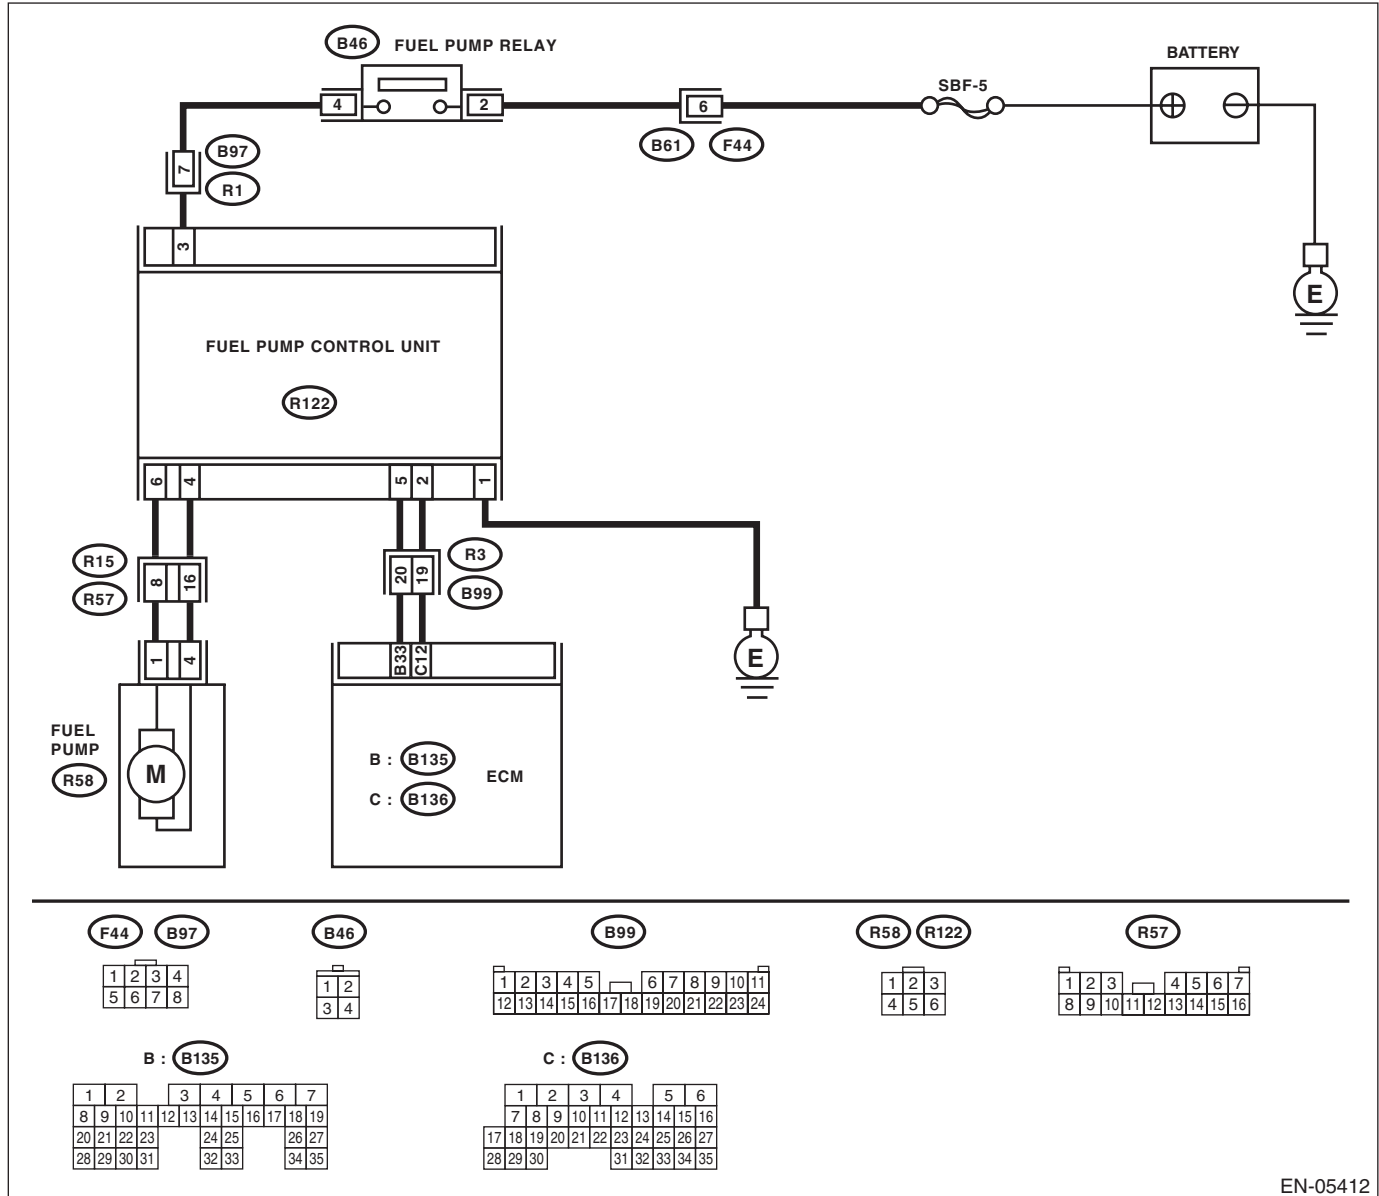 B46 FUEL PUMP RELAY
BATTERY
SBF-5
4 2 6
B61 F44
B97
7
R1
3
E
FUEL PUMP CONTROL UNIT
R122
6 4 5 2 1
R15
R57
8 16
R3
20 19
B99
1 4
B33 C12
E
FUEL
PUMP
R58
M
B : B135
ECM
C : B136
F44 B97
1 2 3 4
5 6 7 8
B46
1 2
3 4
B99
1 2 3 4 5 6 7 8 9 10 11
12 13 14 15 16 17 18 19 20 21 22 23 24
R58 R122
1 2 3
4 5 6
R57
1 2 3 4 5 6 7
8 9 10 11 12 13 14 15 16
B : B135
1 2 3 4 5 6 7
8 9 10 11 12 13 14 15 16 17 18 19
20 21 22 23 24 25 26 27
28 29 30 31 32 33 34 35
C : B136
1 2 3 4 5 6
7 8 9 10 11 12 13 14 15 16
17 18 19 20 21 22 23 24 25 26 27
28 29 30 31 32 33 34 35
EN-05412